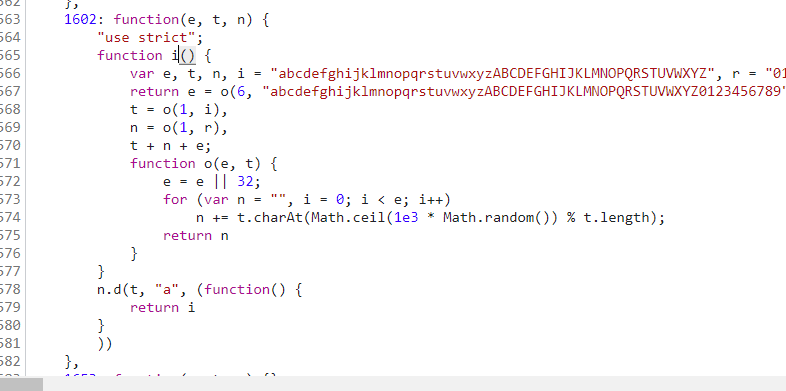 562 },
563 1602: function(e, t, n) {
564 "use strict";
565 function i() {
566 var e, t, n, i = "abcdefghijklmnopqrstuvwxyzABCDEFGHIJKLMNOPQRSTUVWXYZ", r = "01
567 return e = o(6, "abcdefghijklmnopqrstuvwxyzABCDEFGHIJKLMNOPQRSTUVWXYZ0123456789"
568 t = o(1, i),
569 n = o(1, r),
570 t + n + e;
571 function o(e, t) {
572 e = e || 32;
573 for (var n = "", i = 0; i < e; i++)
574 n += t.charAt(Math.ceil(1e3 * Math.random()) % t.length);
575 return n
576 }
577 }
578 n.d(t, "a", (function() {
579 return i
580 }
581 ))
582 },